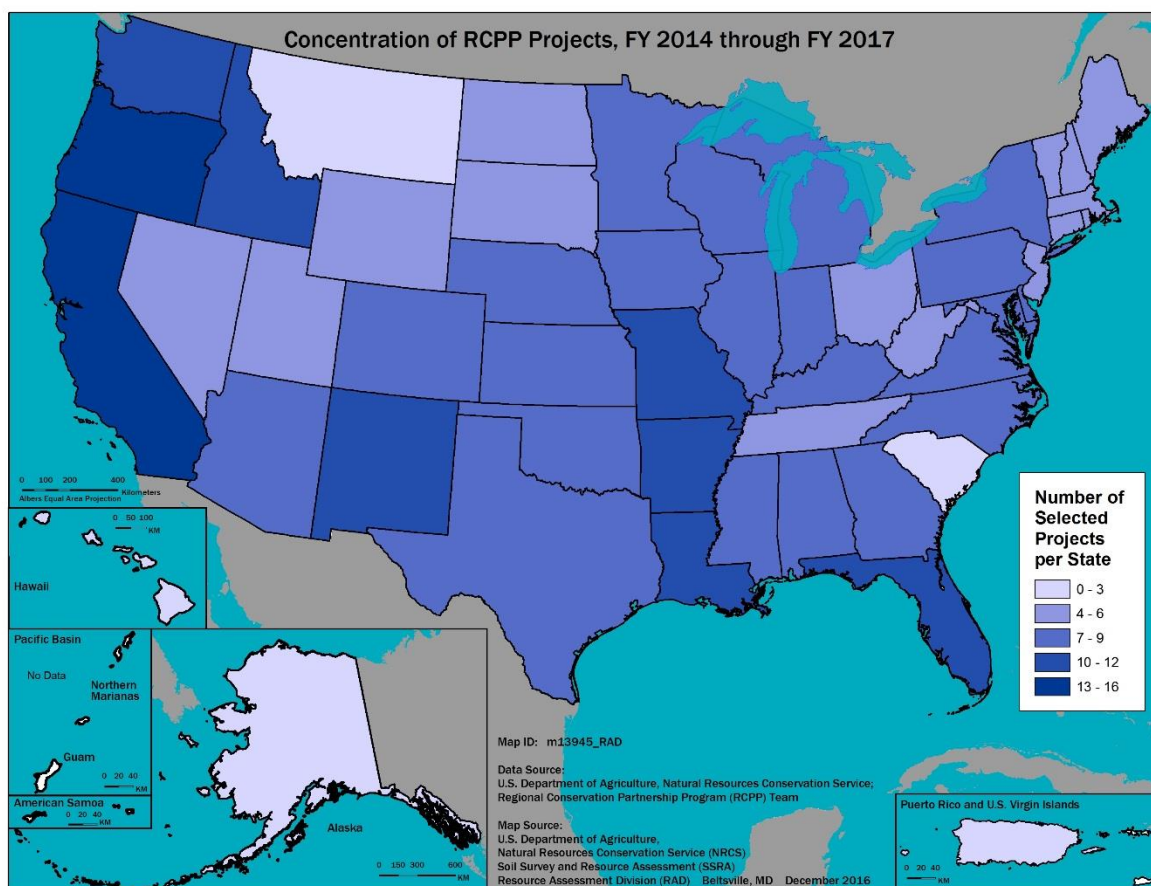 Concentration of RCPP Projects, FY 2014 through FY 2017
0 100 200 400
Kilometers
Albers Equal Area Projection
0 50 100
KM
Hawaii
Pacific Basin
No Data
Northern
Marianas
Guam
0 20 40
KM
American Samoa
0 20 40
KM
Alaska
0 150 300 600
KM
Number of
Selected
Projects
per State
0 - 3
4 - 6
7 - 9
10 - 12
13 - 16
Map ID: m13945_RAD
Data Source:
U.S. Department of Agriculture, Natural Resources Conservation Service;
Regional Conservation Partnership Program (RCPP) Team
Map Source:
U.S. Department of Agriculture,
Natural Resources Conservation Service (NRCS)
Soil Survey and Resource Assessment (SSRA)
Resource Assessment Division (RAD) Beltsville, MD December 2016
Puerto Rico and U.S. Virgin Islands
0 20 40
KM